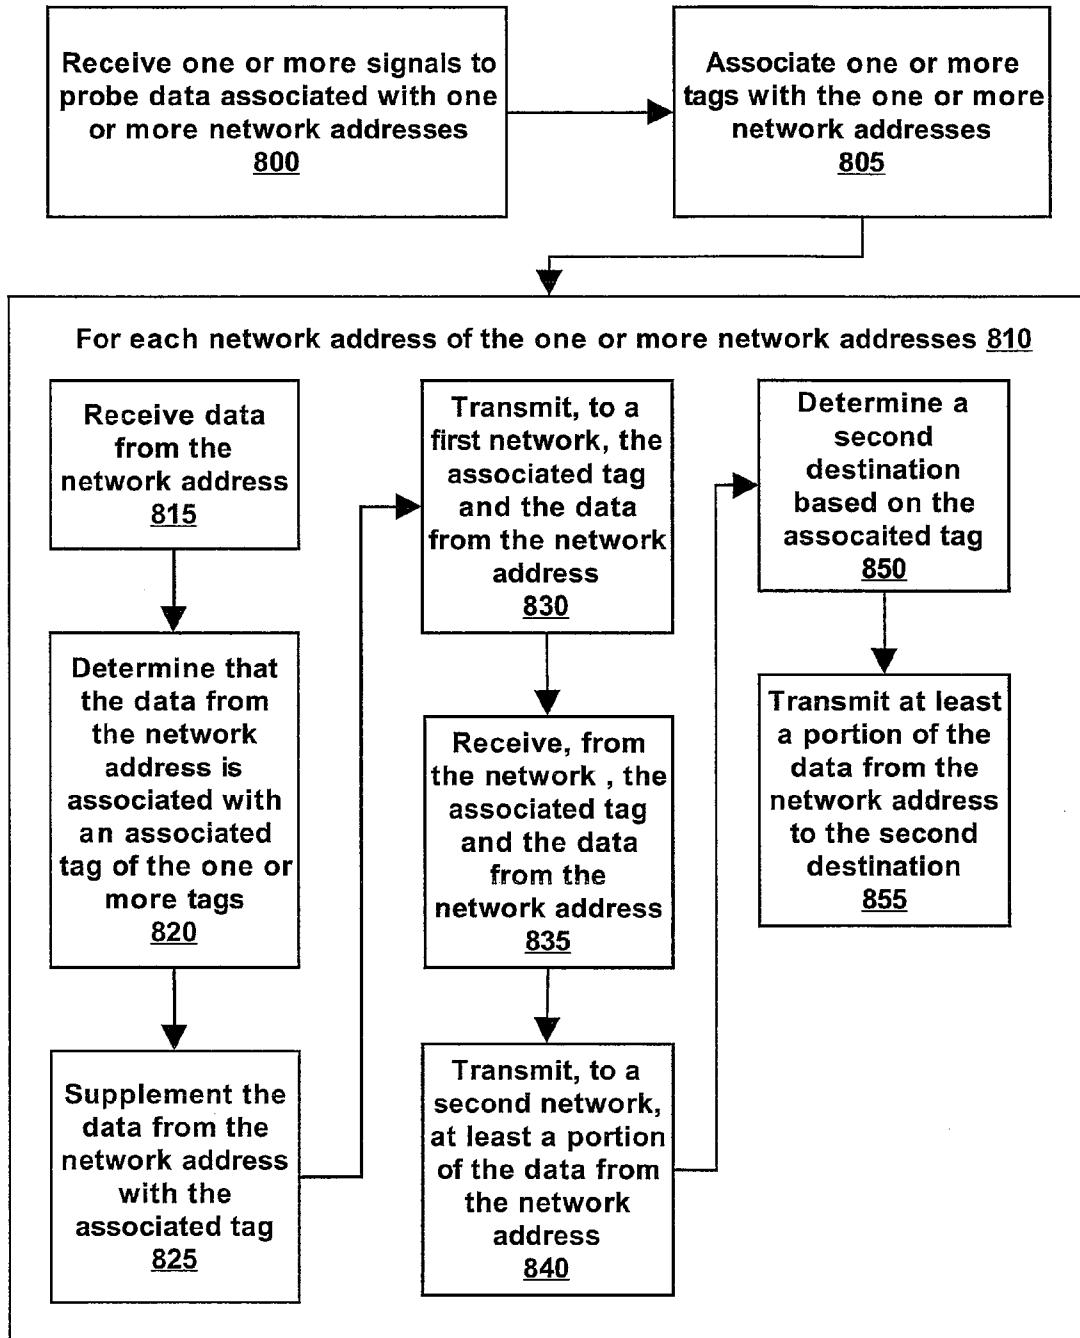 Receive one or more signals to
probe data associated with one
or more network addresses
800
Associate one or more
tags with the one or more
network addresses
805
For each network address of the one or more network addresses 810
Receive data
from the
network address
815
Determine that
the data from
the network
address is
associated with
an associated
tag of the one or
more tags
820
Supplement the
data from the
network address
with the
associated tag
825
Transmit, to a
first network, the
associated tag
and the data
from the network
address
830
Receive, from
the network , the
associated tag
and the data
from the
network address
835
Transmit, to a
second network,
at least a portion
of the data from
the network
address
840
Determine a
second
destination
based on the
assocaited tag
850
Transmit at least
a portion of the
data from the
network address
to the second
destination
855